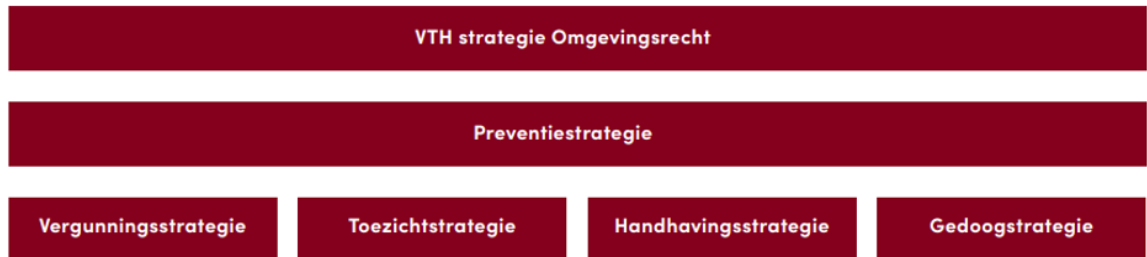 VTH strategie Omgevingsrecht
Preventiestrategie
Vergunningsstrategie
Toezichtstrategie
Handhavingsstrategie
Gedoogstrategie